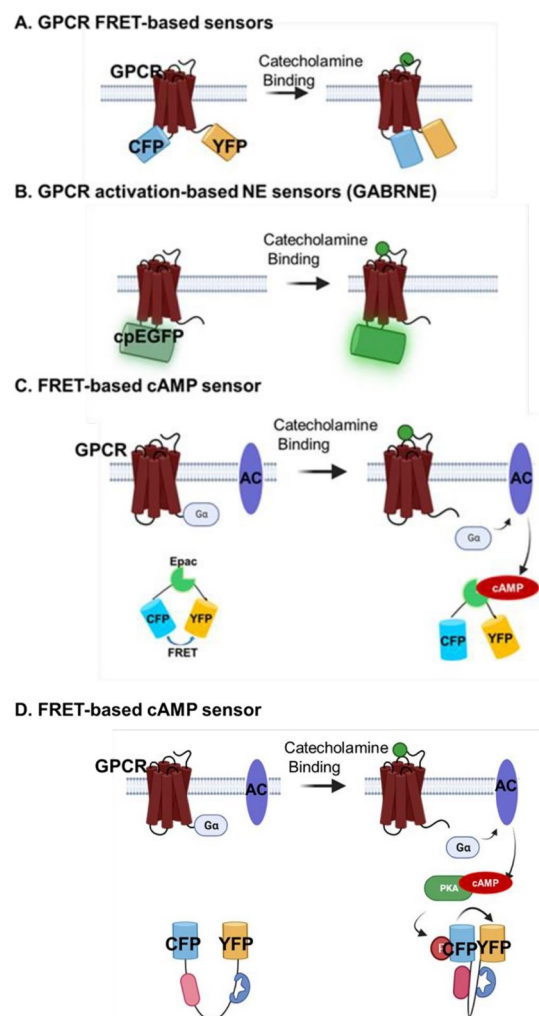 A. GPCR FRET-based sensors
GPCR
Catecholamine
Binding
CFP
YFP
B. GPCR activation-based NE sensors (GABRNE)
Catecholamine
Binding
cpEGFP
C. FRET-based cAMP sensor
GPCR
Catecholamine
Binding
AC
AC
Gα
Gα
Epac
cAMP
CFP
YFP
CFP
YFP
FRET
D. FRET-based cAMP sensor
GPCR
Catecholamine
Binding
AC
AC
Gα
Gα
PKA
cAMP
CFP
YFP
CFP
YFP